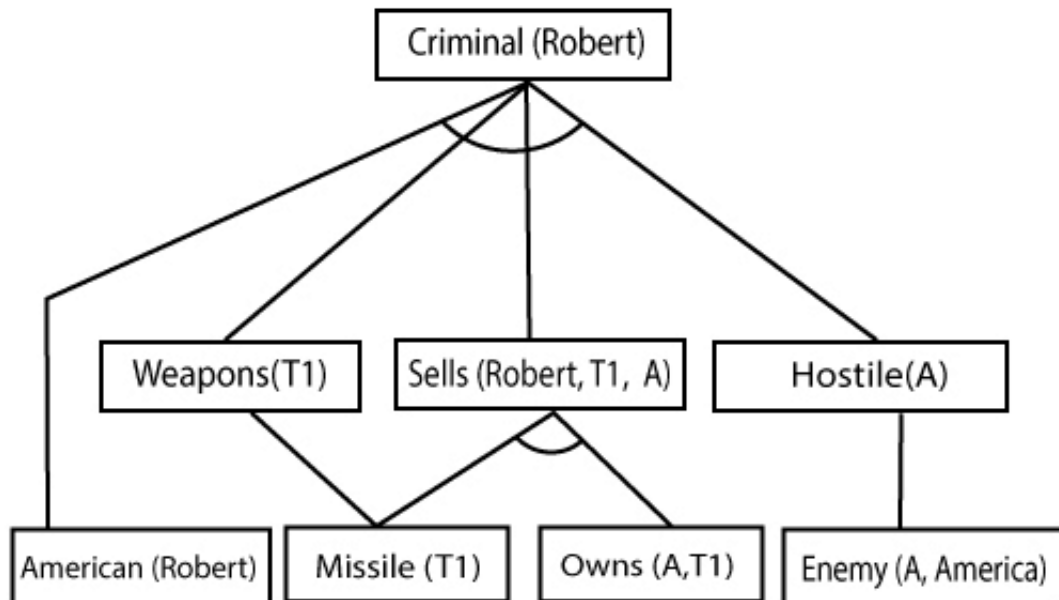 Criminal (Robert)
Weapons(T1)
Sells (Robert, T1, A)
Hostile(A)
American (Robert)
Missile (T1)
Owns (A,T1)
Enemy (A, America)